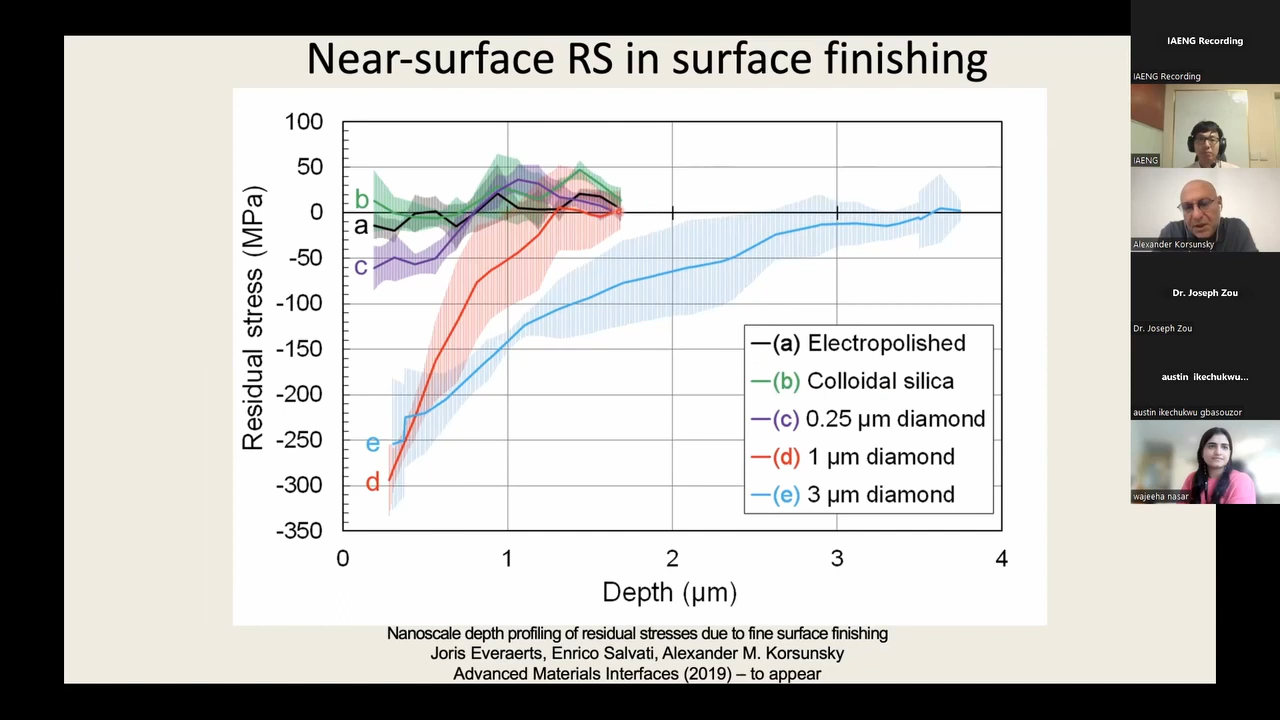 Near-surface RS in surface finishing
100
50
0
-50
-100
-150
-200
-250
-300
-350
Residual stress (MPa)
b
a
c
e
d
(a) Electropolished
(b) Colloidal silica
(c) 0.25 µm diamond
(d) 1 µm diamond
(e) 3 µm diamond
0 1 2 3 4
Depth (µm)
Nanoscale depth profiling of residual stresses due to fine surface finishing
Joris Everaerts, Enrico Salvati, Alexander M. Korsunsky
Advanced Materials Interfaces (2019) – to appear
IAENG Recording
IAENG Recording
IAENG
Alexander Korsunsky
Dr. Joseph Zou
Dr. Joseph Zou
austin ikechukwu...
austin ikechukwu gbasouzor
wajeeha nasar